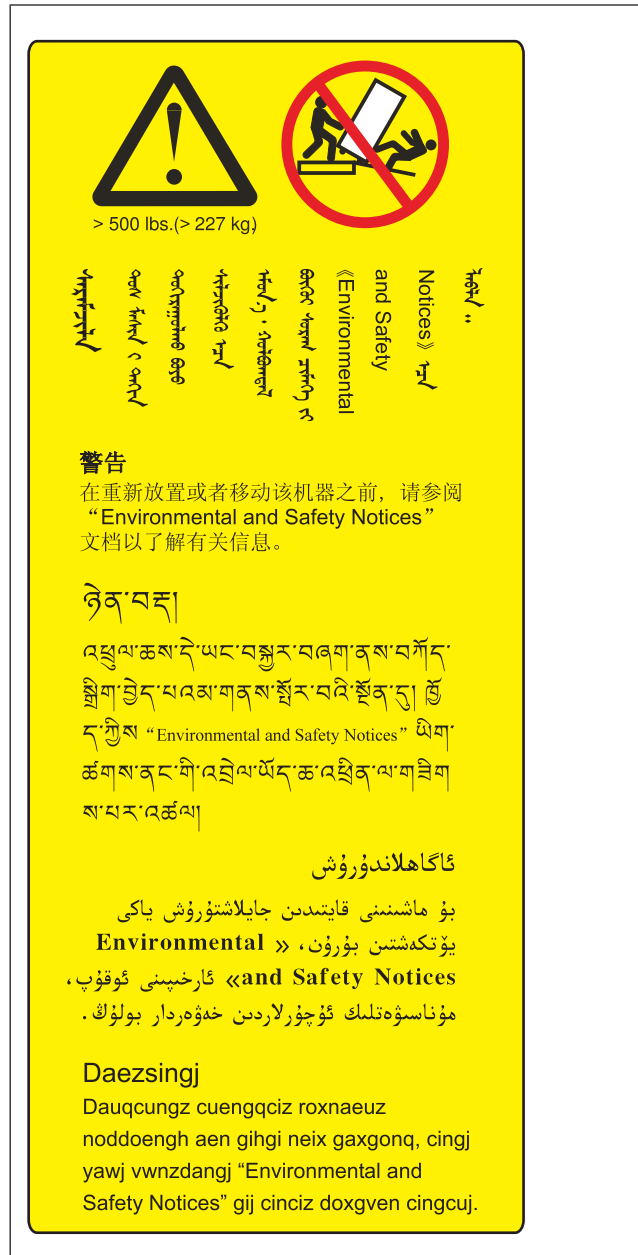 > 500 lbs.(> 227 kg)
《Environmental
and Safety
Notices》
警告
在重新放置或者移动该机器之前，请参阅
“Environmental and Safety Notices”
文档以了解有关信息。
ཉེན་བརྡ།
འཕྲུལ་ཆས་དེ་ཡང་བསྐྱར་བཞག་ནས་བཀོད་
སྒྲིག་བྱེད་པའམ་གནས་སྤོར་བའི་སྔོན་དུ། ཁྱོ
ད་ཀྱིས “Environmental and Safety Notices” ཡིག་
ཚགས་ནང་གི་འབྲེལ་ཡོད་ཆ་འཕྲིན་ལ་གཟིག
ས་པར་འཚལ།
ئاگاھلاندۇرۇش
بۇ ماشىنىنى قايتىدىن جايلاشتۇرۇش ياكى
يۆتكەشتىن بۇرۇن، « Environmental
and Safety Notices» ئارخىپىنى ئوقۇپ،
مۇناسىۋەتلىك ئۇچۇرلاردىن خەۋەردار بولۇڭ.
Daezsingj
Dauqcungz cuengqciz roxnaeuz
noddoengh aen gihgi neix gaxgonq, cingj
yawj vwnzdangj “Environmental and
Safety Notices” gij cinciz doxgven cingcuj.